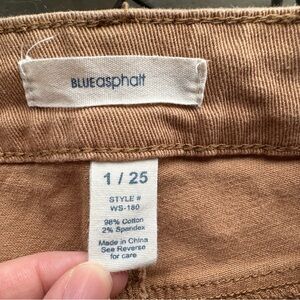 BLUEasphalt
1 / 25
STYLE #
WS-180
98% Cotton
2% Spandex
Made in China
See Reverse
for care